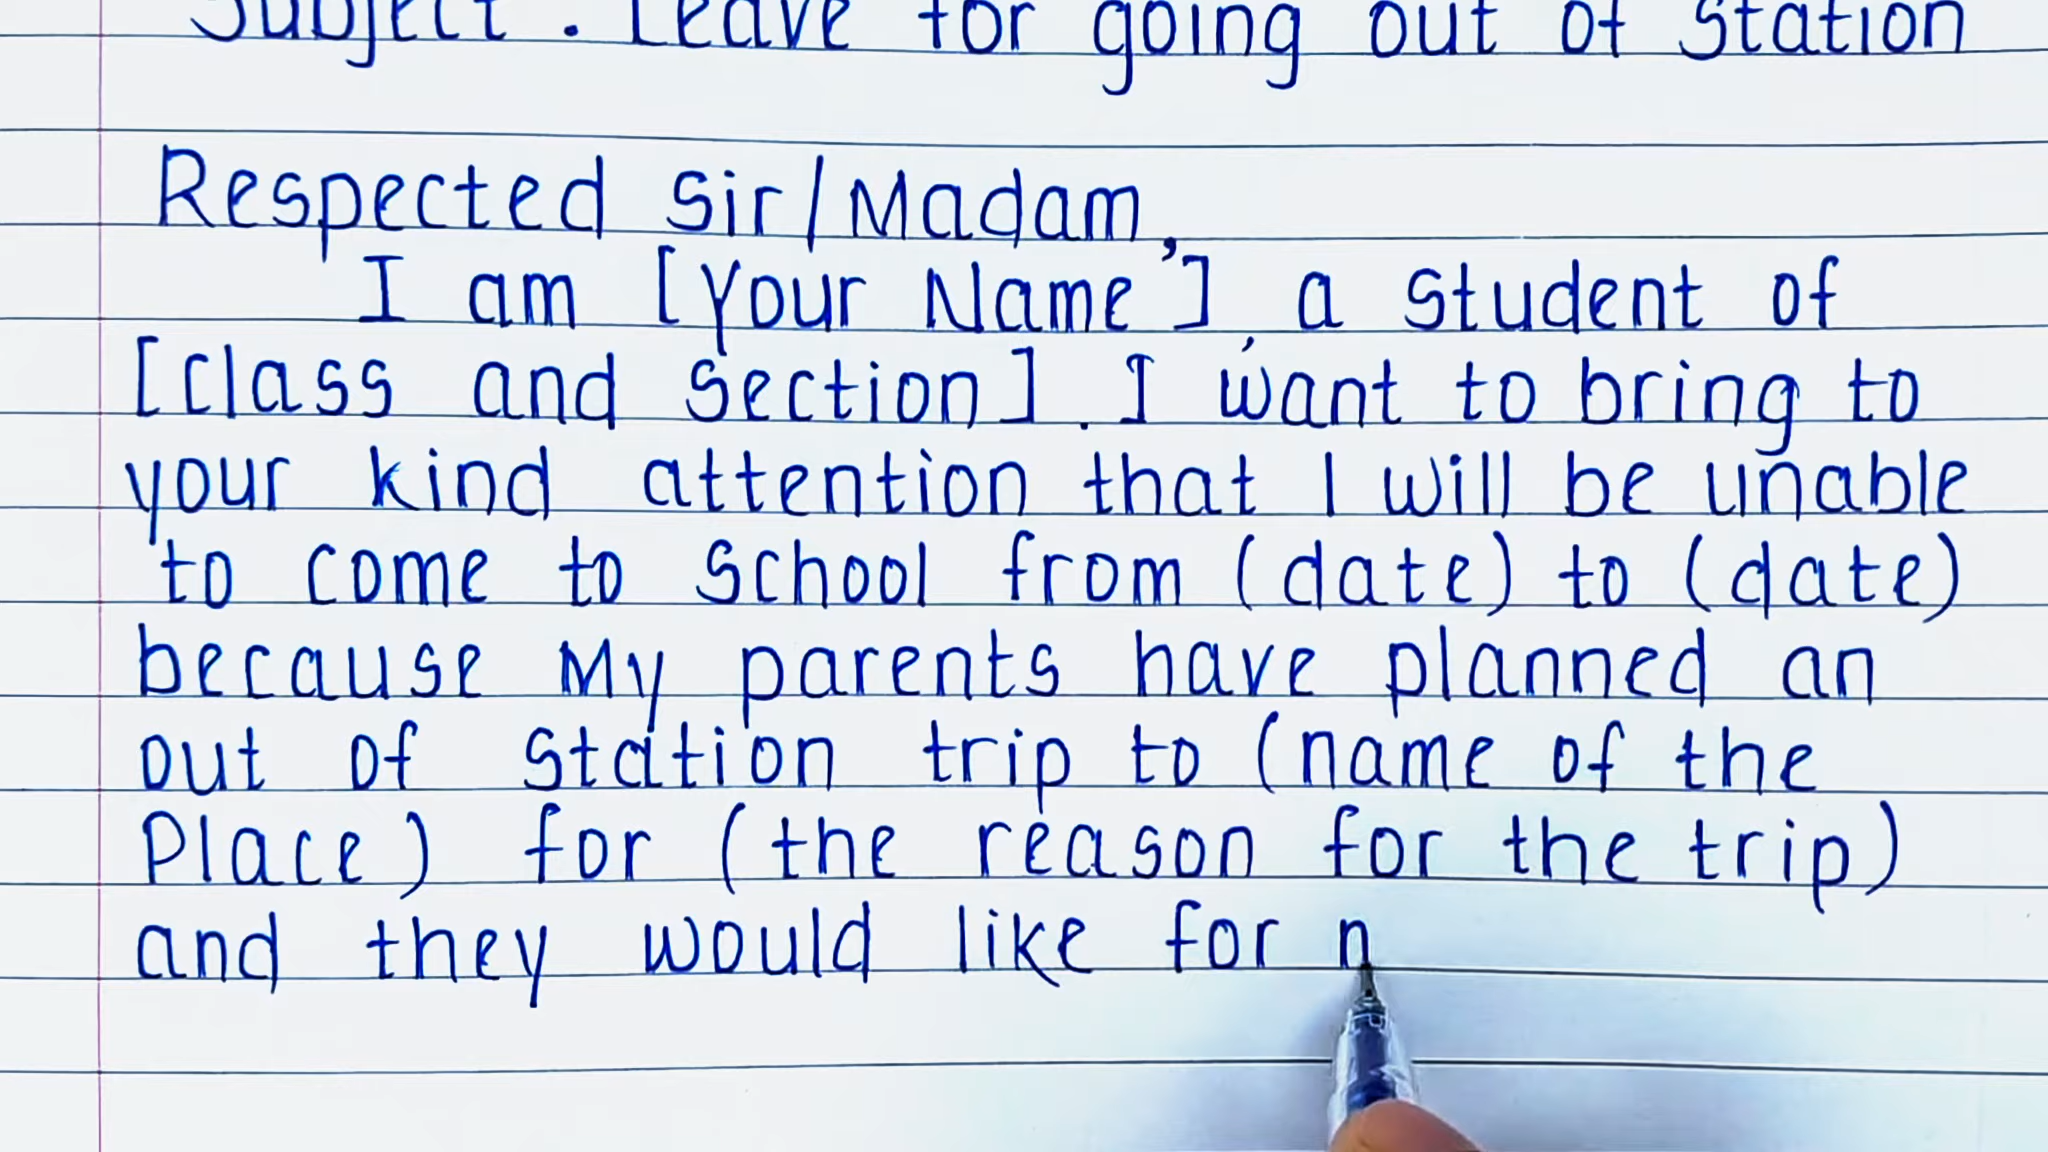 Subject : Leave for going out of station
Respected Sir/Madam,
I am [Your Name], a student of
[class and section]. I want to bring to
your kind attention that I will be unable
to come to school from (date) to (date)
because My parents have planned an
out of station trip to (name of the
Place) for (the reason for the trip)
and they would like for n